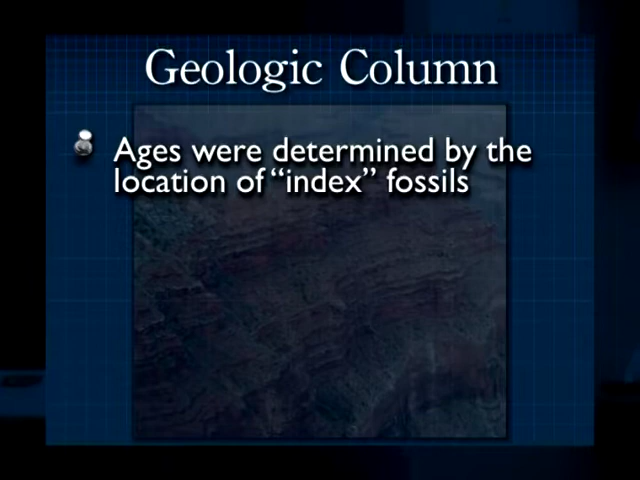 Geologic Column
Ages were determined by the
location of “index” fossils